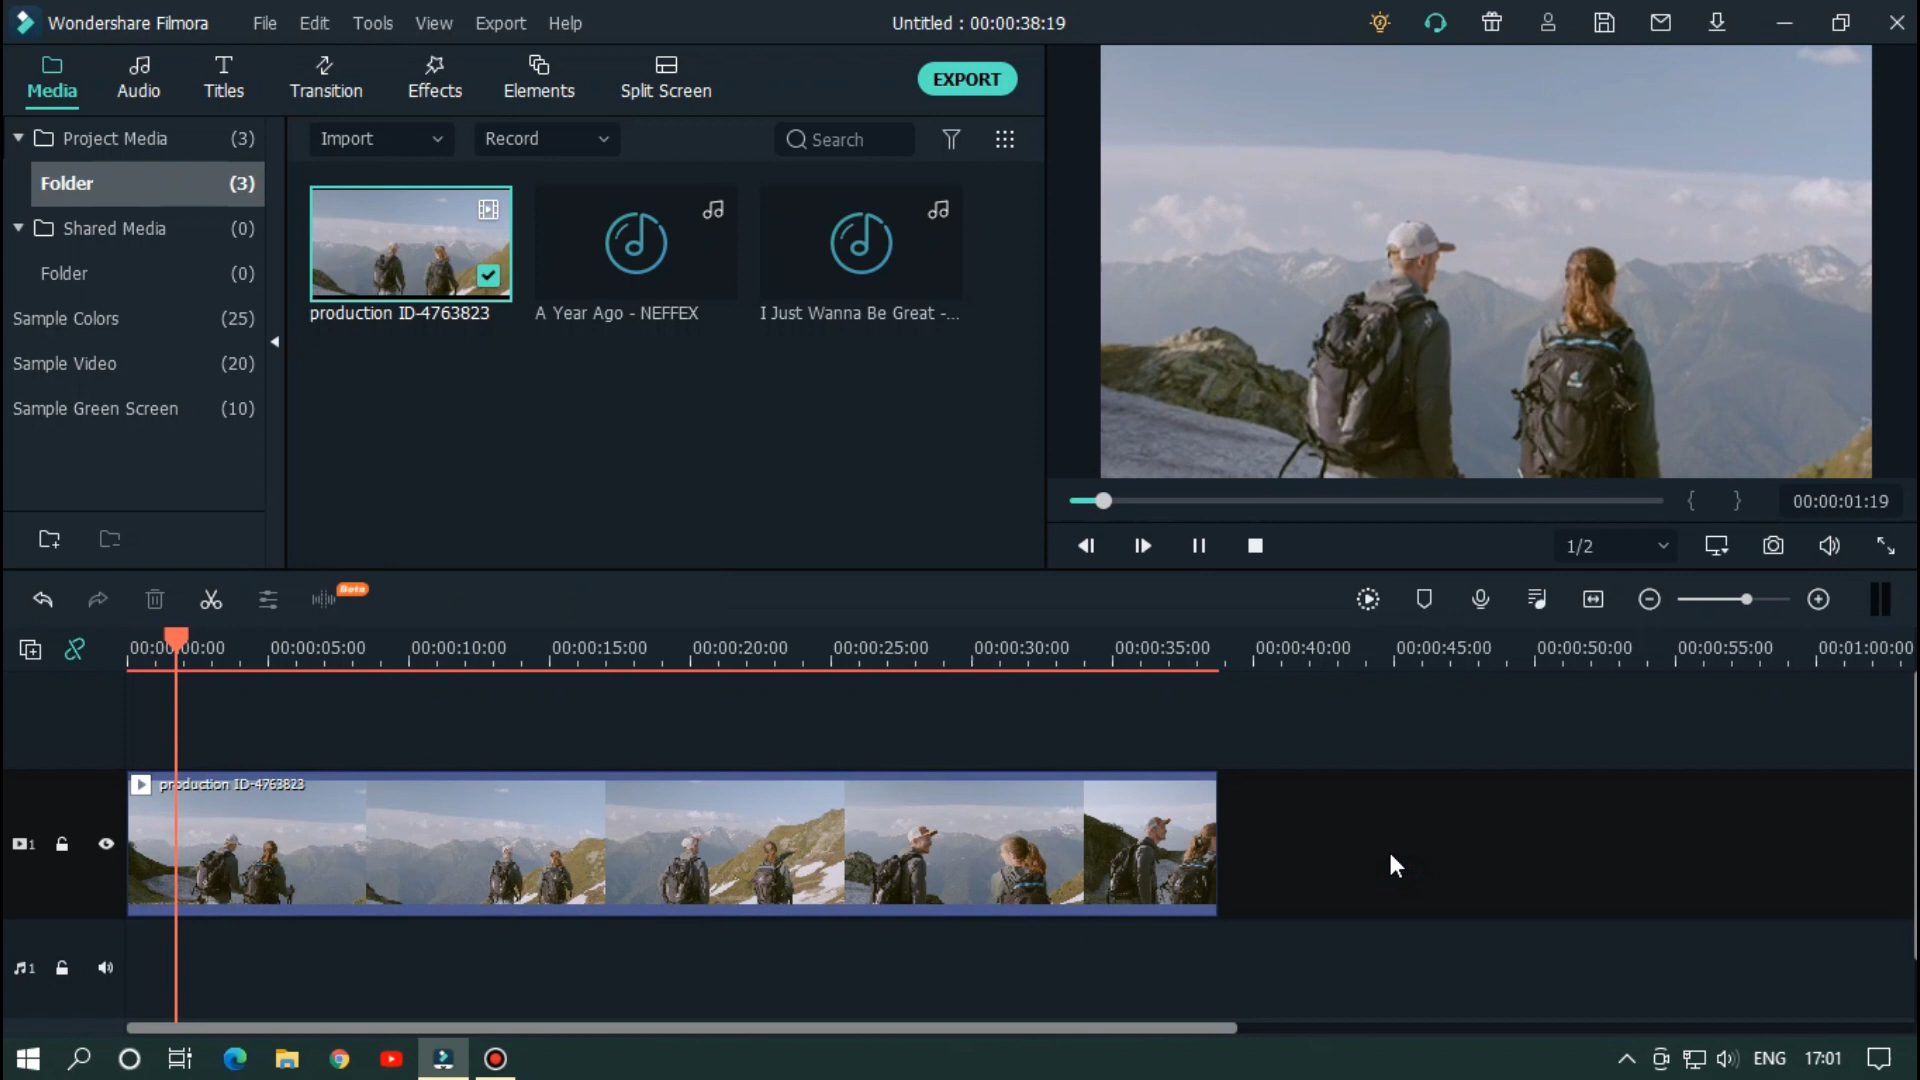 Wondershare Filmora File Edit Tools View Export Help Untitled : 00:00:38:19
Media Audio Titles Transition Effects Elements Split Screen EXPORT
Project Media (3) Import Record Search
Folder (3)
Shared Media (0)
Folder (0)
Sample Colors (25)
Sample Video (20)
Sample Green Screen (10)
production ID-4763823 A Year Ago - NEFFEX I Just Wanna Be Great -...
{ } 00:00:01:19
1/2
Beta
00:00:00:00 00:00:05:00 00:00:10:00 00:00:15:00 00:00:20:00 00:00:25:00 00:00:30:00 00:00:35:00 00:00:40:00 00:00:45:00 00:00:50:00 00:00:55:00 00:01:00:00
production ID-4763823
1
1
ENG 17:01